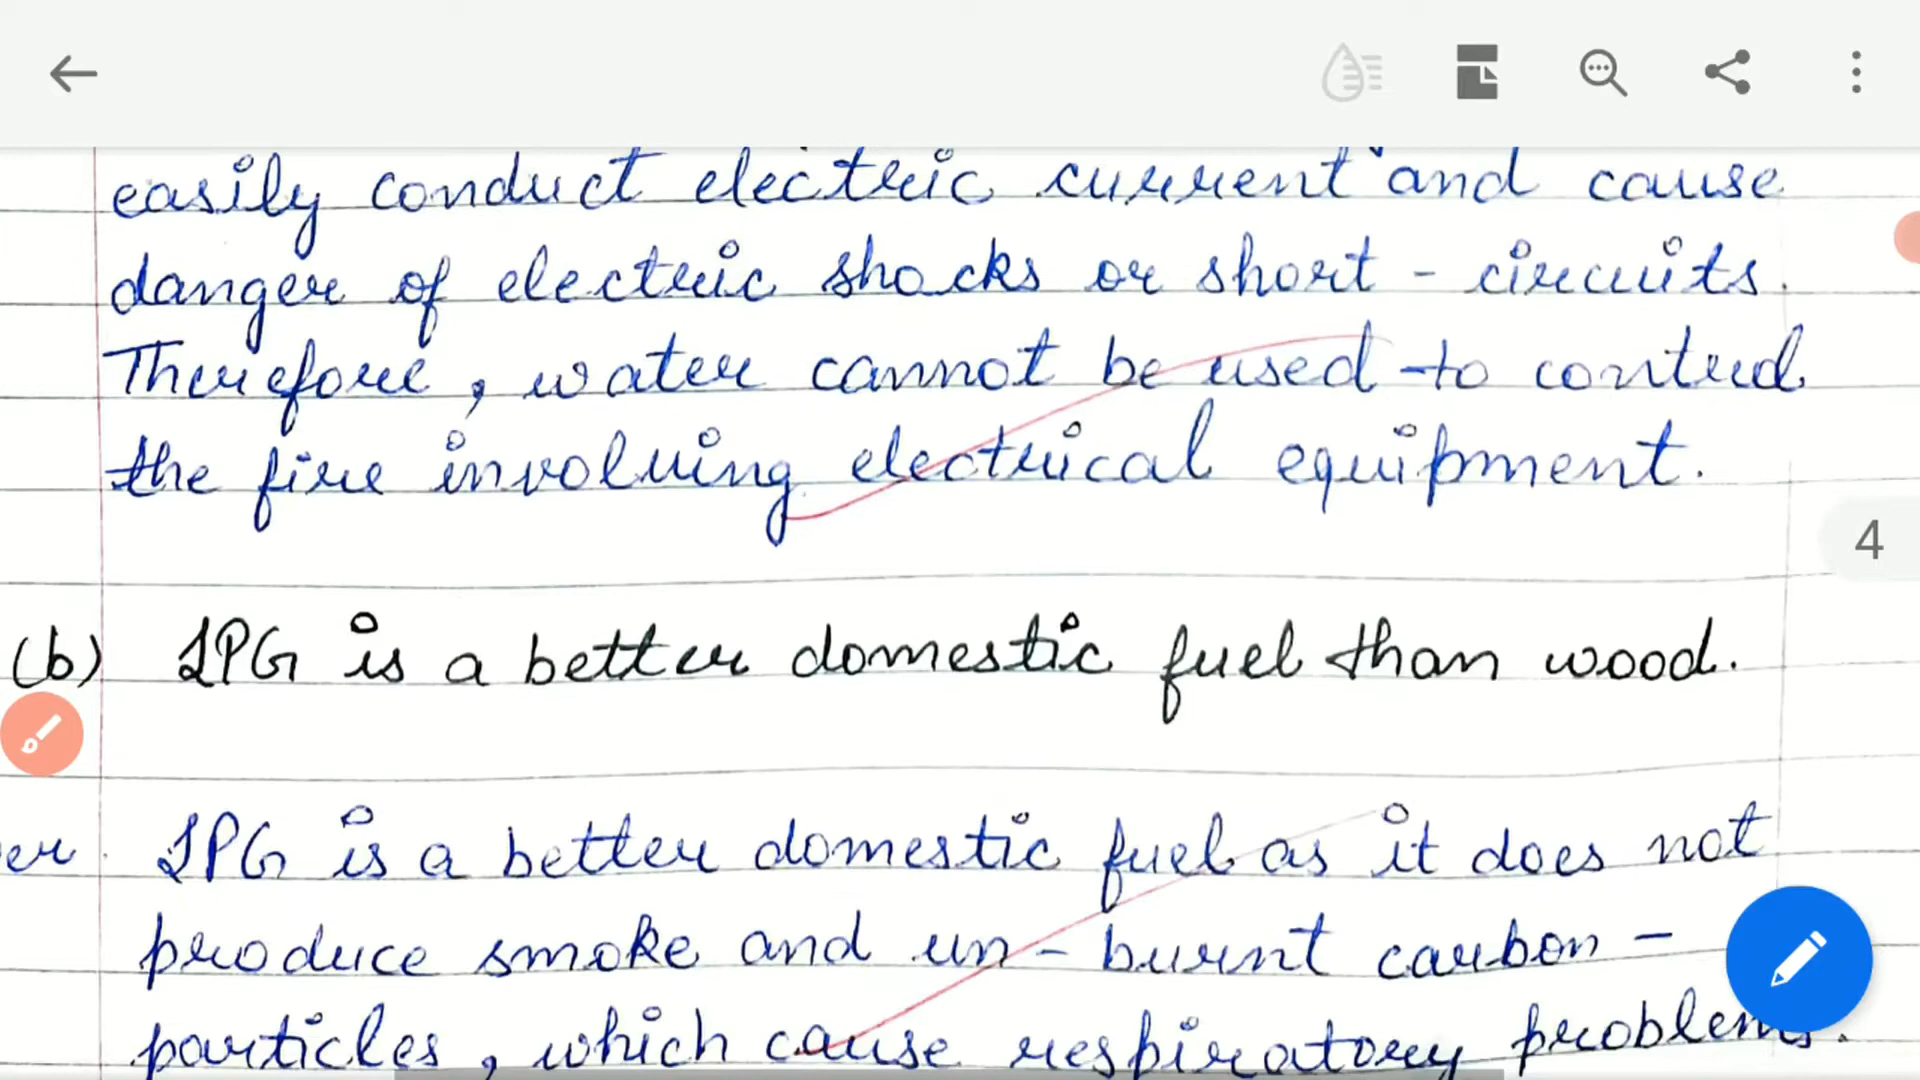 easily conduct electric current and cause
danger of electric shocks or short - circuits.
Therefore, water cannot be used to control
the fire involving electrical equipment.
4
(b) LPG is a better domestic fuel than wood.
er. LPG is a better domestic fuel as it does not
produce smoke and un - burnt carbon -
particles, which cause respiratory problems.